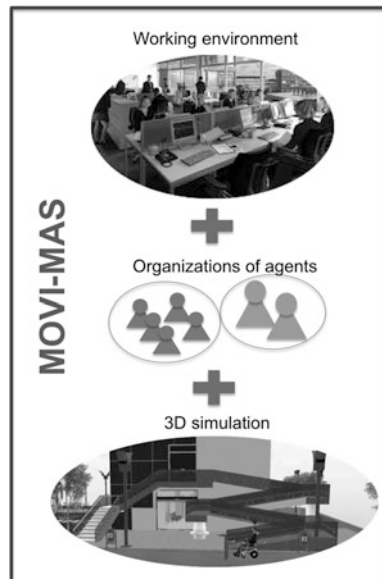 Working environment
MOVI-MAS
Organizations of agents
3D simulation